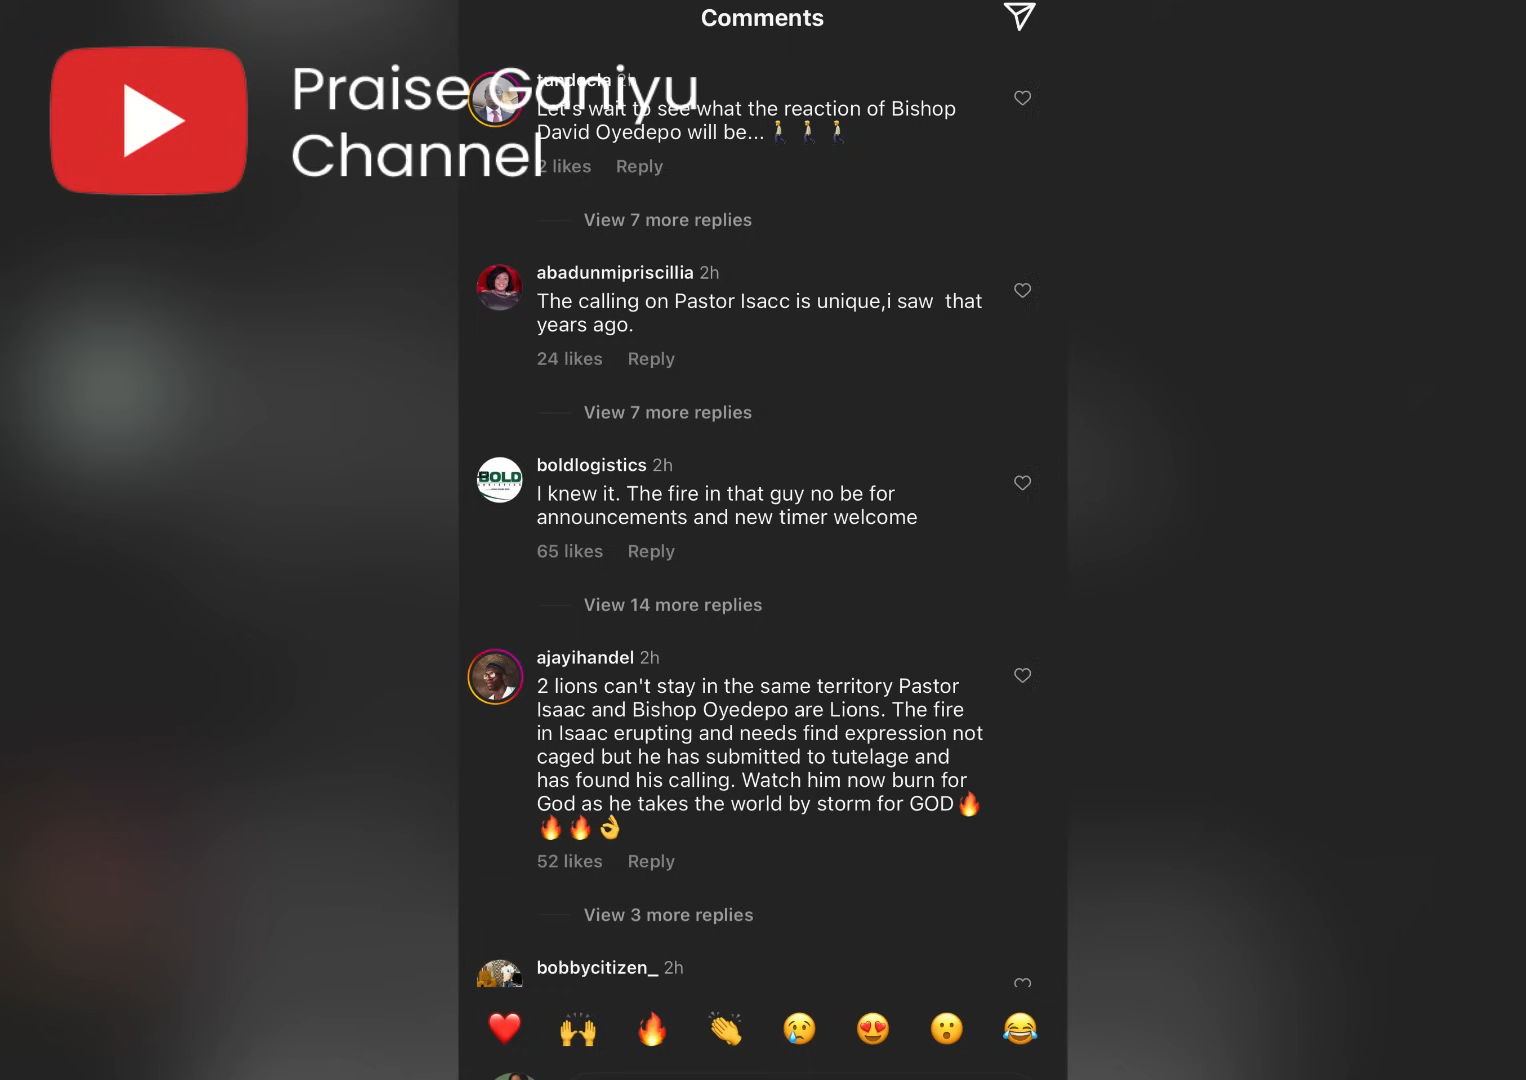 Comments
Praise Ganiyu
Channel
tundecla 2h
Let's wait to see what the reaction of Bishop
David Oyedepo will be...🚶🚶🚶
2 likes Reply
View 7 more replies
abadunmipriscillia 2h
The calling on Pastor Isacc is unique,i saw that
years ago.
24 likes Reply
View 7 more replies
BOLD
boldlogistics 2h
I knew it. The fire in that guy no be for
announcements and new timer welcome
65 likes Reply
View 14 more replies
ajayihandel 2h
2 lions can't stay in the same territory Pastor
Isaac and Bishop Oyedepo are Lions. The fire
in Isaac erupting and needs find expression not
caged but he has submitted to tutelage and
has found his calling. Watch him now burn for
God as he takes the world by storm for GOD🔥
🔥🔥👌
52 likes Reply
View 3 more replies
bobbycitizen_ 2h